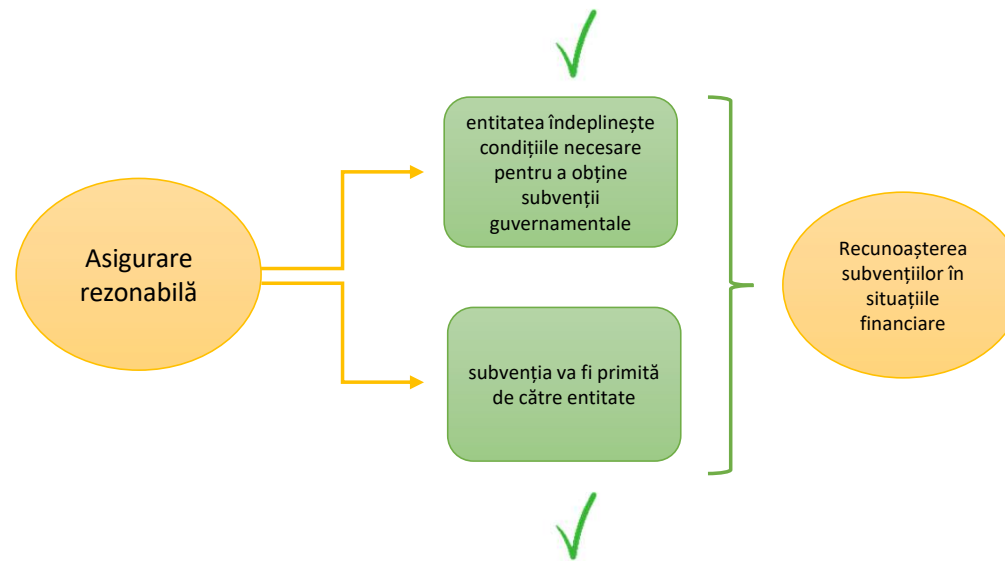 Asigurare
rezonabilă
entitatea îndeplinește
condițiile necesare
pentru a obține
subvenții
guvernamentale
subvenția va fi primită
de către entitate
Recunoașterea
subvențiilor în
situațiile
financiare